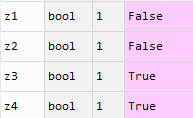 z1 bool 1 False
z2 bool 1 False
z3 bool 1 True
z4 bool 1 True